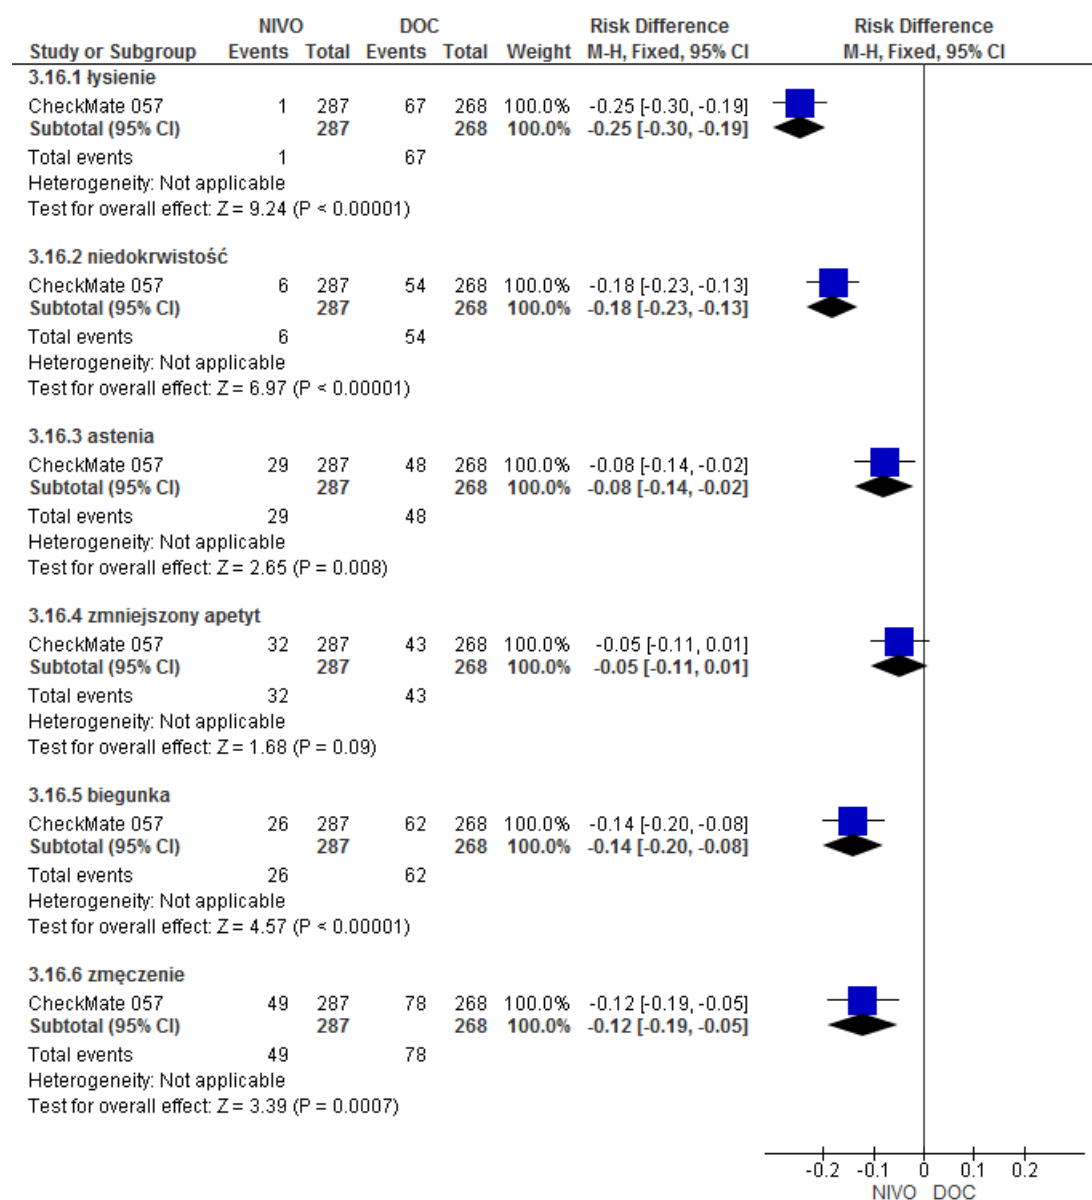 NIVO DOC Risk Difference Risk Difference
Study or Subgroup Events Total Events Total Weight M-H, Fixed, 95% CI M-H, Fixed, 95% CI
3.16.1 łysienie
CheckMate 057 1 287 67 268 100.0% -0.25 [-0.30, -0.19]
Subtotal (95% CI) 287 268 100.0% -0.25 [-0.30, -0.19]
Total events 1 67
Heterogeneity: Not applicable
Test for overall effect: Z = 9.24 (P < 0.00001)
3.16.2 niedokrwistość
CheckMate 057 6 287 54 268 100.0% -0.18 [-0.23, -0.13]
Subtotal (95% CI) 287 268 100.0% -0.18 [-0.23, -0.13]
Total events 6 54
Heterogeneity: Not applicable
Test for overall effect: Z = 6.97 (P < 0.00001)
3.16.3 astenia
CheckMate 057 29 287 48 268 100.0% -0.08 [-0.14, -0.02]
Subtotal (95% CI) 287 268 100.0% -0.08 [-0.14, -0.02]
Total events 29 48
Heterogeneity: Not applicable
Test for overall effect: Z = 2.65 (P = 0.008)
3.16.4 zmniejszony apetyt
CheckMate 057 32 287 43 268 100.0% -0.05 [-0.11, 0.01]
Subtotal (95% CI) 287 268 100.0% -0.05 [-0.11, 0.01]
Total events 32 43
Heterogeneity: Not applicable
Test for overall effect: Z = 1.68 (P = 0.09)
3.16.5 biegunka
CheckMate 057 26 287 62 268 100.0% -0.14 [-0.20, -0.08]
Subtotal (95% CI) 287 268 100.0% -0.14 [-0.20, -0.08]
Total events 26 62
Heterogeneity: Not applicable
Test for overall effect: Z = 4.57 (P < 0.00001)
3.16.6 zmęczenie
CheckMate 057 49 287 78 268 100.0% -0.12 [-0.19, -0.05]
Subtotal (95% CI) 287 268 100.0% -0.12 [-0.19, -0.05]
Total events 49 78
Heterogeneity: Not applicable
Test for overall effect: Z = 3.39 (P = 0.0007)
-0.2 -0.1 0 0.1 0.2
NIVO DOC